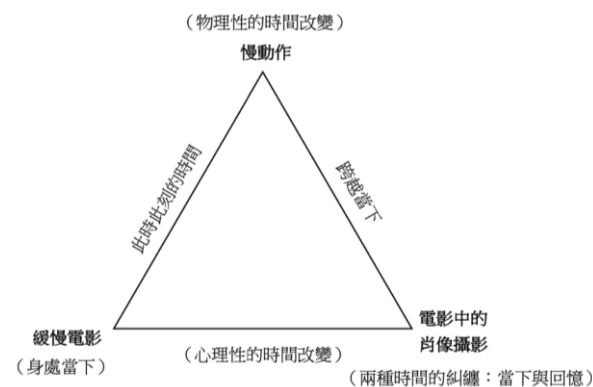 （物理性的時間改變）
慢動作
此時此刻的時間
跨越當下
緩慢電影
（身處當下）
（心理性的時間改變）
電影中的
肖像攝影
（兩種時間的糾纏：當下與回憶）